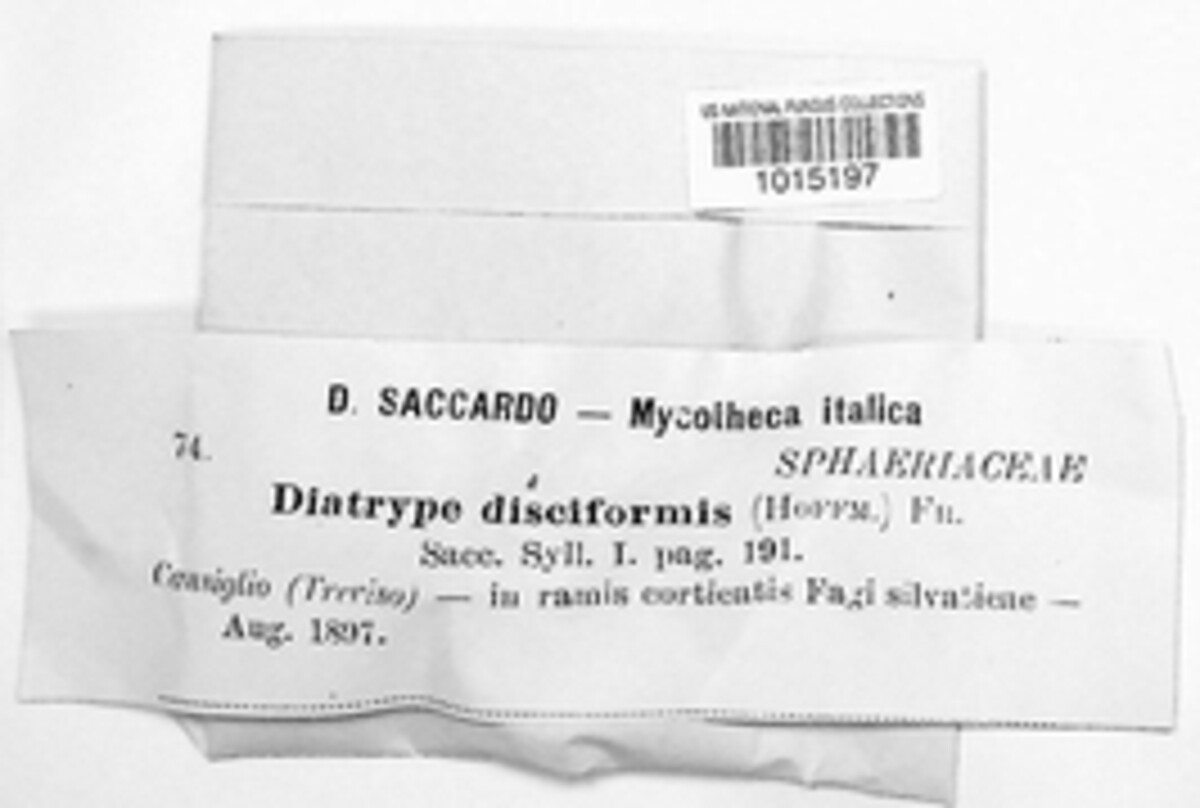 US NATIONAL FUNGUS COLLECTIONS
1015197
D. SACCARDO — Mycotheca italica
74.
SPHAERIACEAE
Diatrype disciformis (Hoffm.) Fr.
Sacc. Syll. I. pag. 191.
Cansiglio (Treviso) — in ramis corticatis Fagi silvaticae —
Aug. 1897.